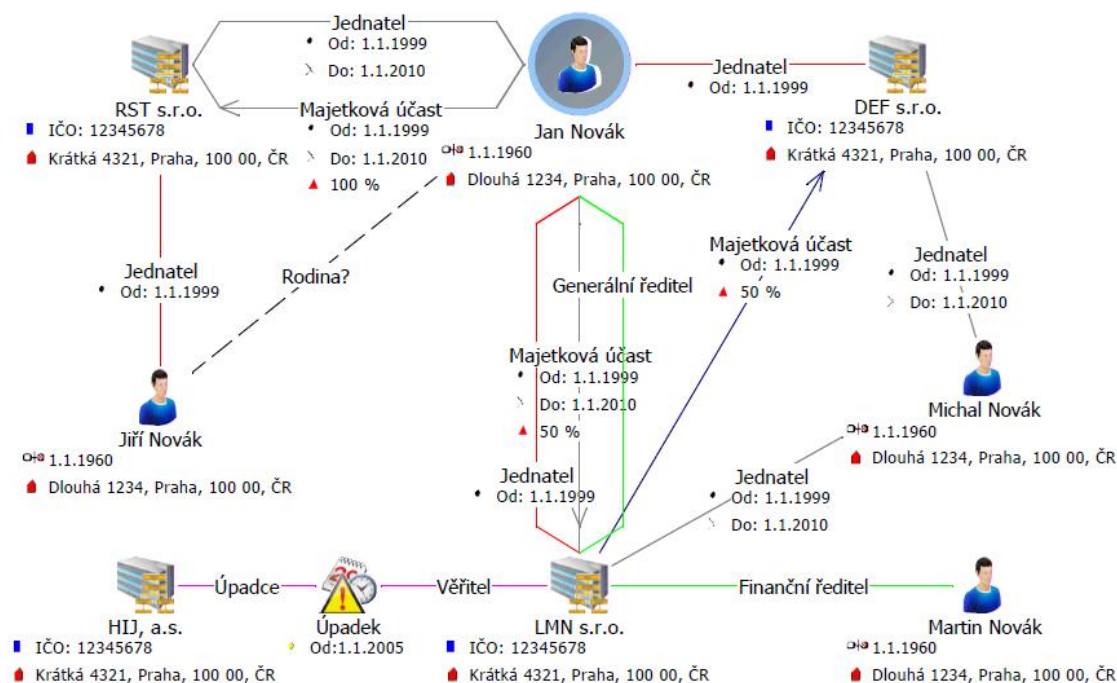 Jednatel
Od: 1.1.1999
Do: 1.1.2010
RST s.r.o.
IČO: 12345678
Krátká 4321, Praha, 100 00, ČR
Majetková účast
Od: 1.1.1999
Do: 1.1.2010
100 %
Jan Novák
1.1.1960
Dlouhá 1234, Praha, 100 00, ČR
Jednatel
Od: 1.1.1999
DEF s.r.o.
IČO: 12345678
Krátká 4321, Praha, 100 00, ČR
Jednatel
Od: 1.1.1999
Rodina?
Generální ředitel
Majetková účast
Od: 1.1.1999
50 %
Jednatel
Od: 1.1.1999
Do: 1.1.2010
Majetková účast
Od: 1.1.1999
Do: 1.1.2010
50 %
Jiří Novák
1.1.1960
Dlouhá 1234, Praha, 100 00, ČR
Michal Novák
1.1.1960
Dlouhá 1234, Praha, 100 00, ČR
Jednatel
Od: 1.1.1999
Jednatel
Od: 1.1.1999
Do: 1.1.2010
Úpadce
Věřitel
Finanční ředitel
HIJ, a.s.
IČO: 12345678
Krátká 4321, Praha, 100 00, ČR
Úpadek
Od:1.1.2005
LMN s.r.o.
IČO: 12345678
Krátká 4321, Praha, 100 00, ČR
Martin Novák
1.1.1960
Dlouhá 1234, Praha, 100 00, ČR